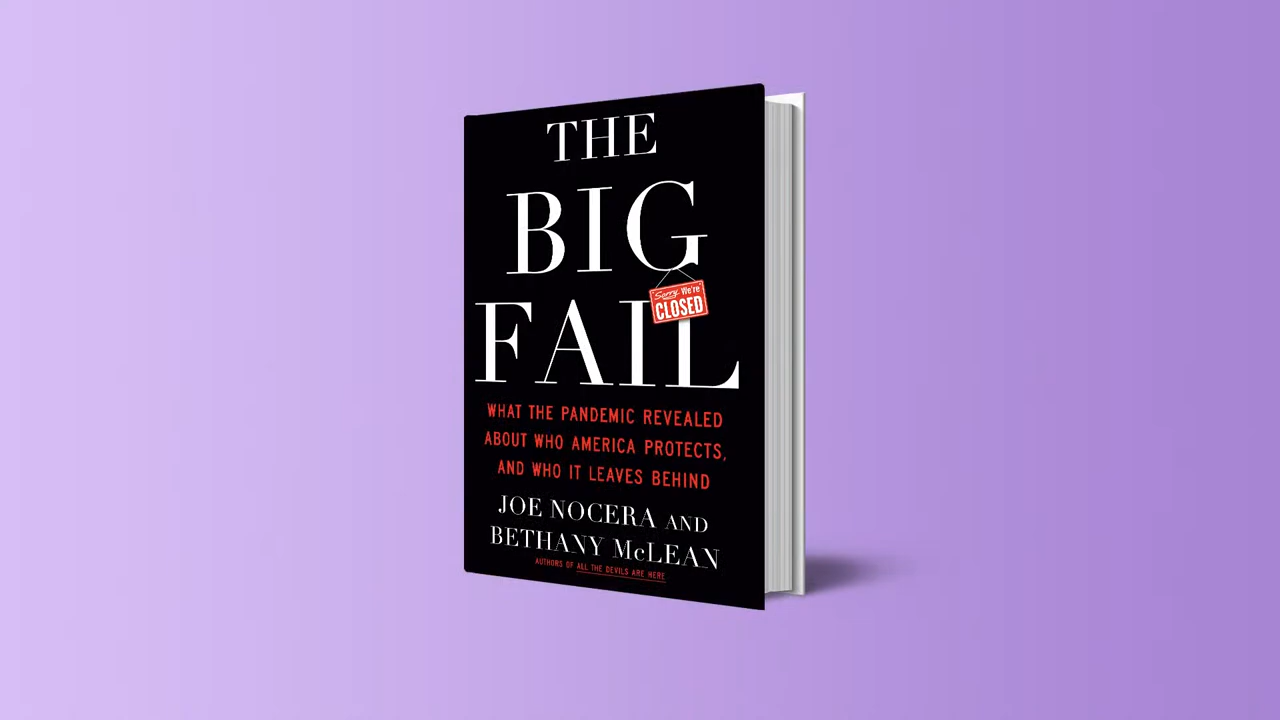 THE
BIG
FAIL
Sorry We're
CLOSED
WHAT THE PANDEMIC REVEALED
ABOUT WHO AMERICA PROTECTS,
AND WHO IT LEAVES BEHIND
JOE NOCERA AND
BETHANY McLEAN
AUTHORS OF ALL THE DEVILS ARE HERE